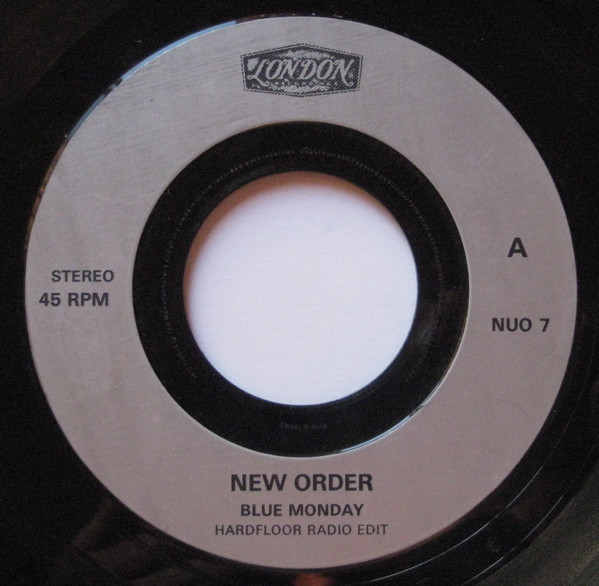 LONDON
STEREO
45 RPM
A
NUO 7
NEW ORDER
BLUE MONDAY
HARDFLOOR RADIO EDIT